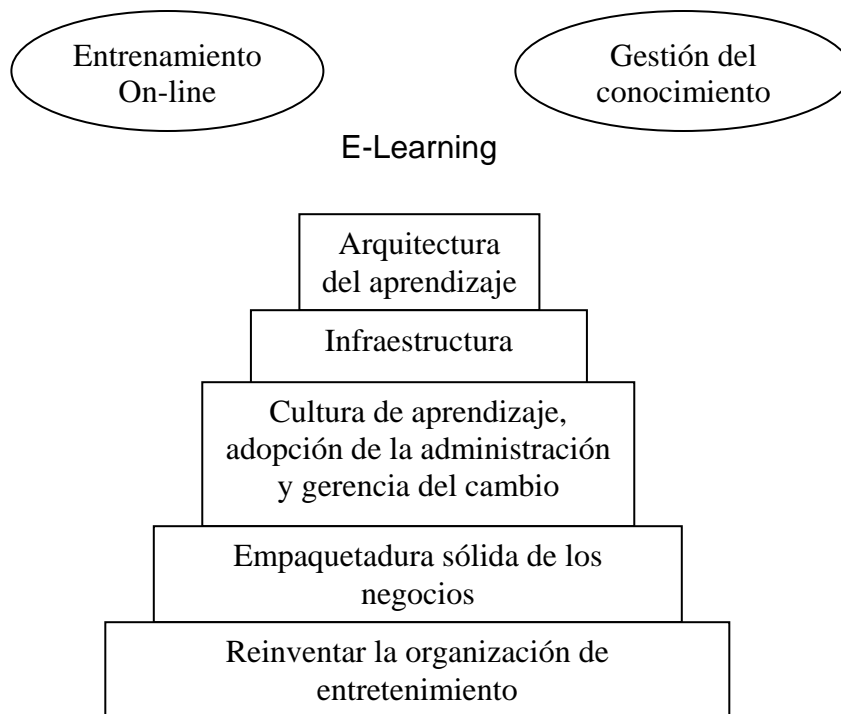 Entrenamiento
On-line
Gestión del
conocimiento
E-Learning
Arquitectura
del aprendizaje
Infraestructura
Cultura de aprendizaje,
adopción de la administración
y gerencia del cambio
Empaquetadura sólida de los
negocios
Reinventar la organización de
entretenimiento